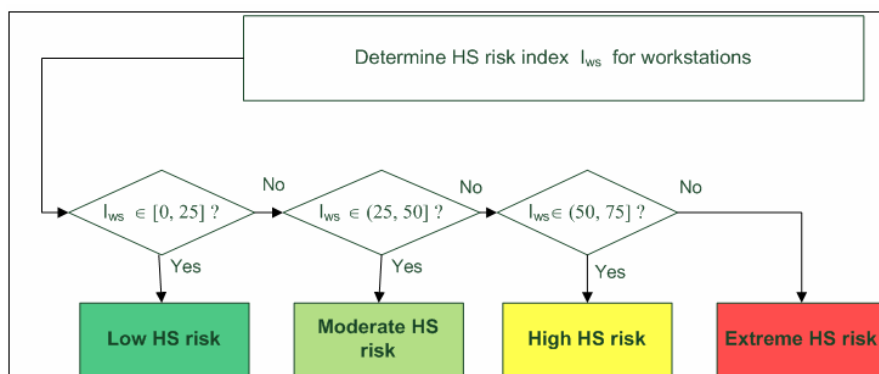 Determine HS risk index Iws for workstations
No
No
No
Iws ∈ [0, 25] ?
Iws ∈ (25, 50] ?
Iws∈ (50, 75] ?
Yes
Yes
Yes
Low HS risk
Moderate HS
risk
High HS risk
Extreme HS risk